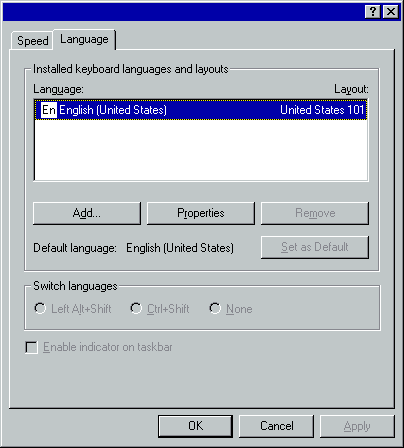 Speed Language
Installed keyboard languages and layouts
Language: Layout:
En English (United States) United States 101
Add... Properties Remove
Default language: English (United States) Set as Default
Switch languages
Left Alt+Shift Ctrl+Shift None
Enable indicator on taskbar
OK Cancel Apply